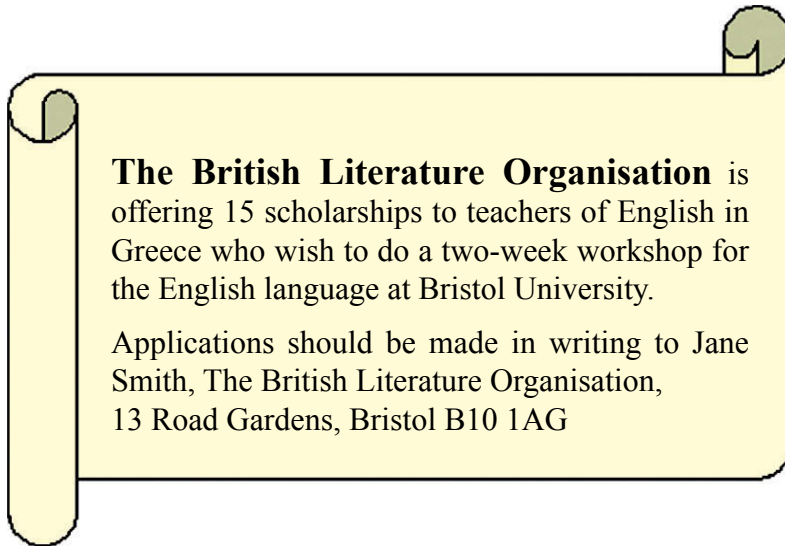 The British Literature Organisation is
offering 15 scholarships to teachers of English in
Greece who wish to do a two-week workshop for
the English language at Bristol University.
Applications should be made in writing to Jane
Smith, The British Literature Organisation,
13 Road Gardens, Bristol B10 1AG